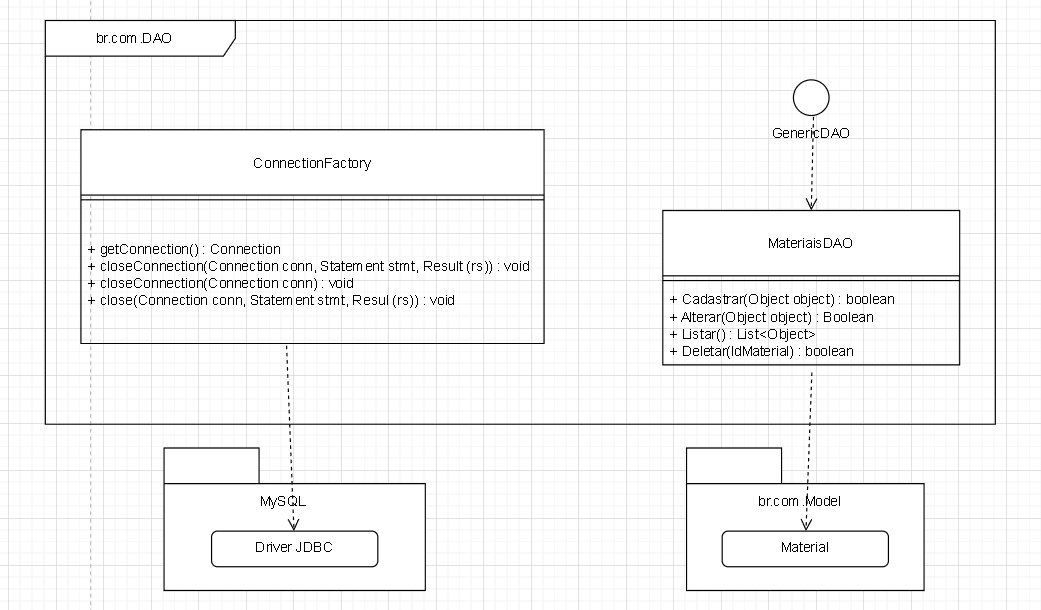 br.com.DAO
GenericDAO
ConnectionFactory
+ getConnection() : Connection
+ closeConnection(Connection conn, Statement stmt, Result (rs)) : void
+ closeConnection(Connection conn) : void
+ close(Connection conn, Statement stmt, Resul (rs)) : void
MateriaisDAO
+ Cadastrar(Object object) : boolean
+ Alterar(Object object) : Boolean
+ Listar() : List<Object>
+ Deletar(IdMaterial) : boolean
MySQL
Driver JDBC
br.com.Model
Material